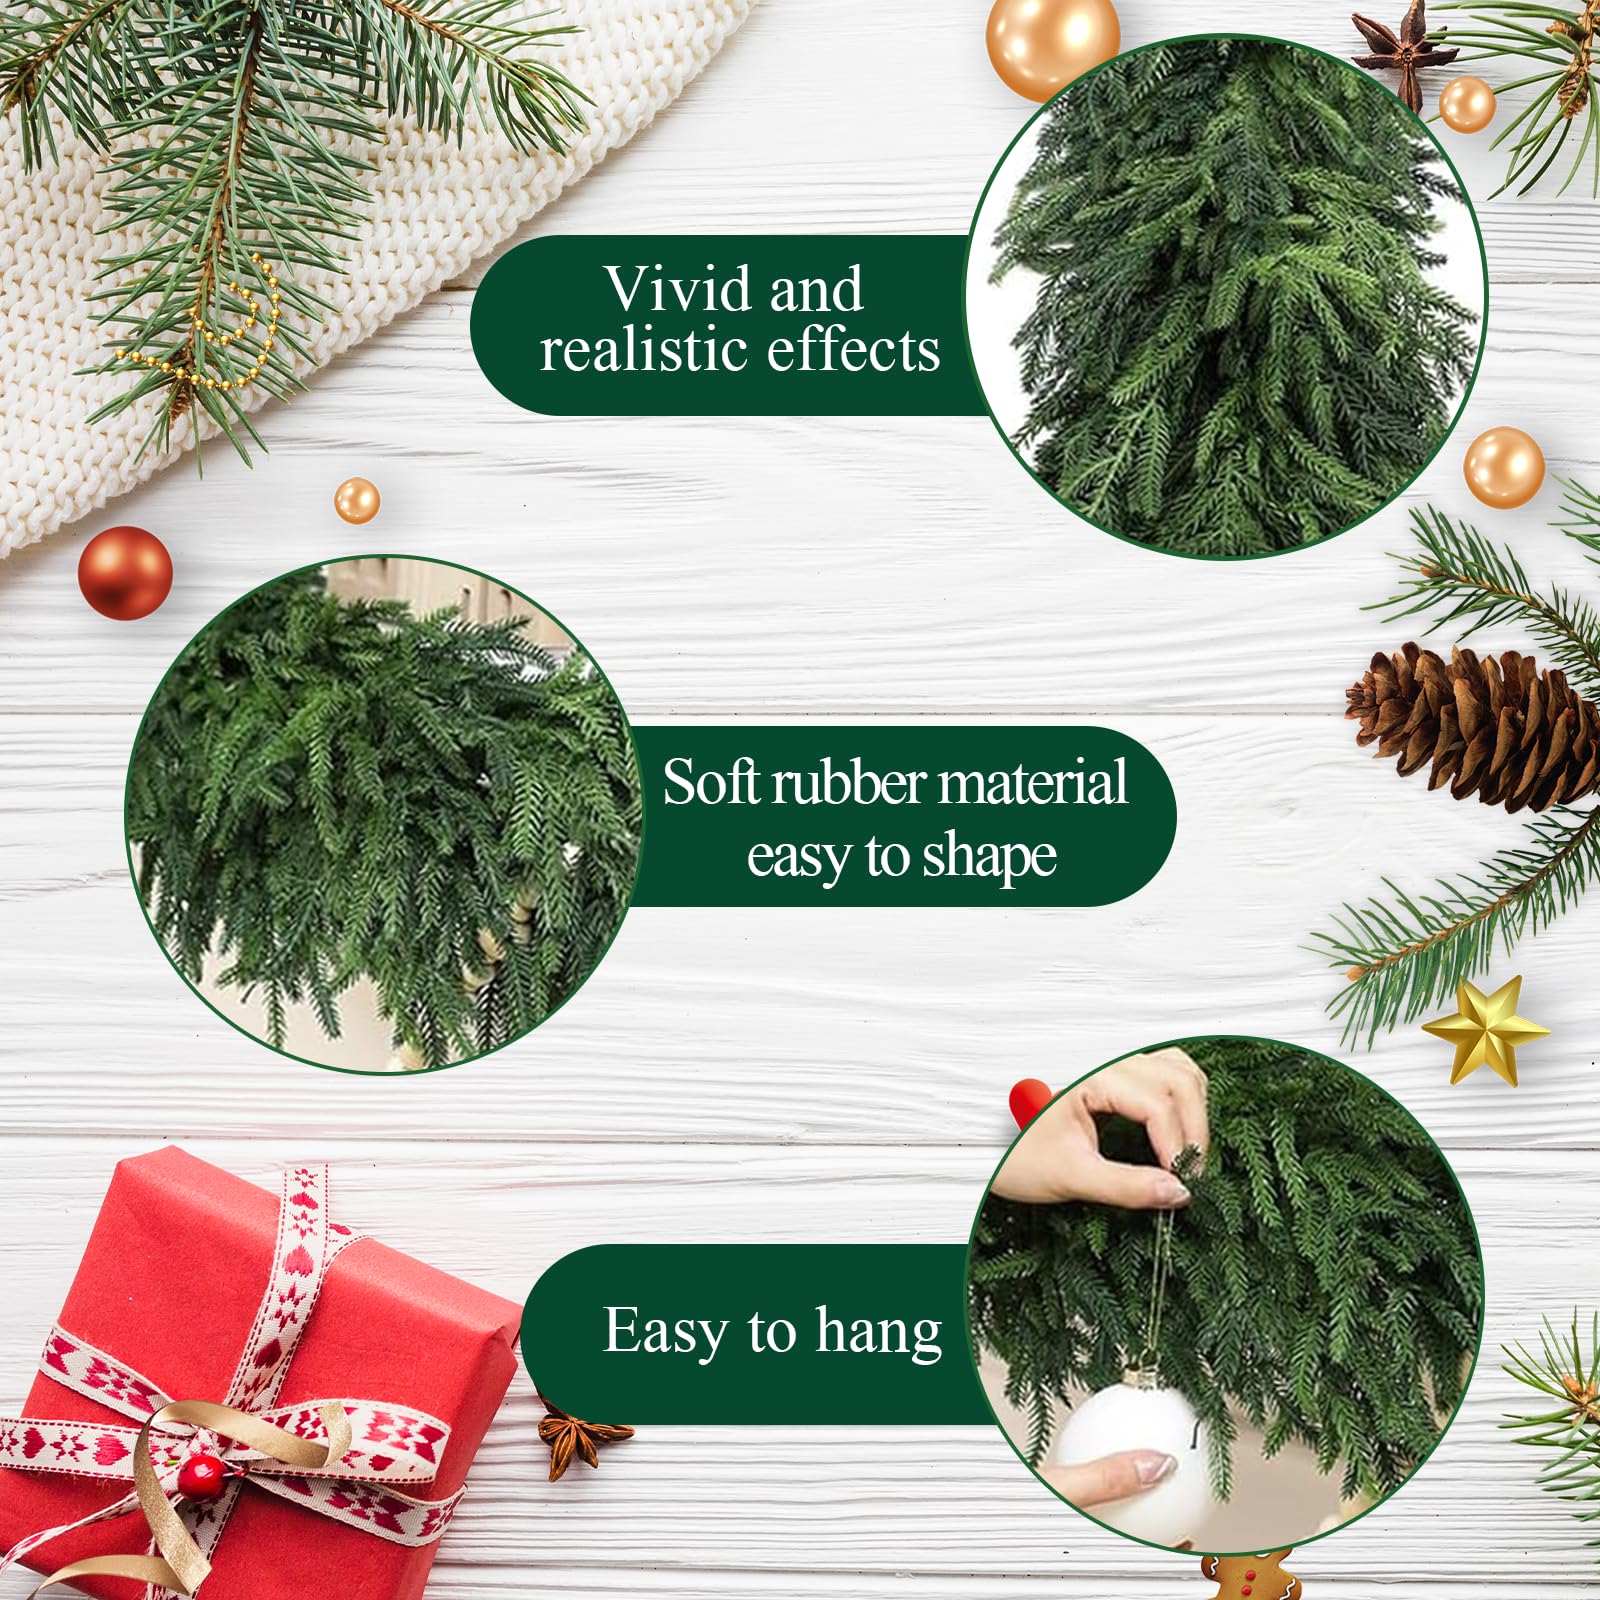 Vivid and
realistic effects
Soft rubber material
easy to shape
Easy to hang